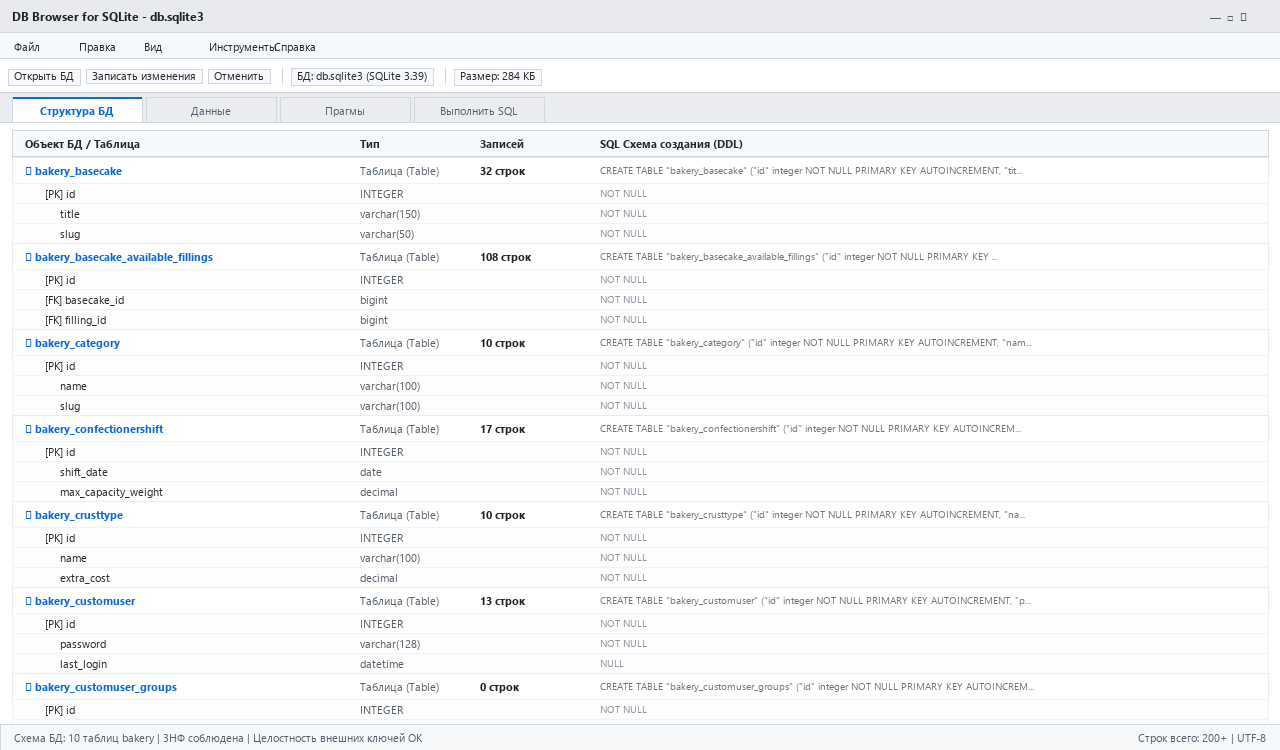 DB Browser for SQLite - db.sqlite3
Файл Правка Вид Инструменты Справка
Открыть БД Записать изменения Отменить БД: db.sqlite3 (SQLite 3.39) Размер: 284 КБ
Структура БД Данные Прагмы Выполнить SQL
Объект БД / Таблица Тип Записей SQL Схема создания (DDL)
bakery_basecake Таблица (Table) 32 строк CREATE TABLE "bakery_basecake" ("id" integer NOT NULL PRIMARY KEY AUTOINCREMENT, "tit...
[PK] id INTEGER NOT NULL
title varchar(150) NOT NULL
slug varchar(50) NOT NULL
bakery_basecake_available_fillings Таблица (Table) 108 строк CREATE TABLE "bakery_basecake_available_fillings" ("id" integer NOT NULL PRIMARY KEY ...
[PK] id INTEGER NOT NULL
[FK] basecake_id bigint NOT NULL
[FK] filling_id bigint NOT NULL
bakery_category Таблица (Table) 10 строк CREATE TABLE "bakery_category" ("id" integer NOT NULL PRIMARY KEY AUTOINCREMENT, "nam...
[PK] id INTEGER NOT NULL
name varchar(100) NOT NULL
slug varchar(100) NOT NULL
bakery_confectionershift Таблица (Table) 17 строк CREATE TABLE "bakery_confectionershift" ("id" integer NOT NULL PRIMARY KEY AUTOINCREM...
[PK] id INTEGER NOT NULL
shift_date date NOT NULL
max_capacity_weight decimal NOT NULL
bakery_crusttype Таблица (Table) 10 строк CREATE TABLE "bakery_crusttype" ("id" integer NOT NULL PRIMARY KEY AUTOINCREMENT, "na...
[PK] id INTEGER NOT NULL
name varchar(100) NOT NULL
extra_cost decimal NOT NULL
bakery_customuser Таблица (Table) 13 строк CREATE TABLE "bakery_customuser" ("id" integer NOT NULL PRIMARY KEY AUTOINCREMENT, "p...
[PK] id INTEGER NOT NULL
password varchar(128) NOT NULL
last_login datetime NULL
bakery_customuser_groups Таблица (Table) 0 строк CREATE TABLE "bakery_customuser_groups" ("id" integer NOT NULL PRIMARY KEY AUTOINCREM...
[PK] id INTEGER NOT NULL
Схема БД: 10 таблиц bakery | 3НФ соблюдена | Целостность внешних ключей ОК Строк всего: 200+ | UTF-8